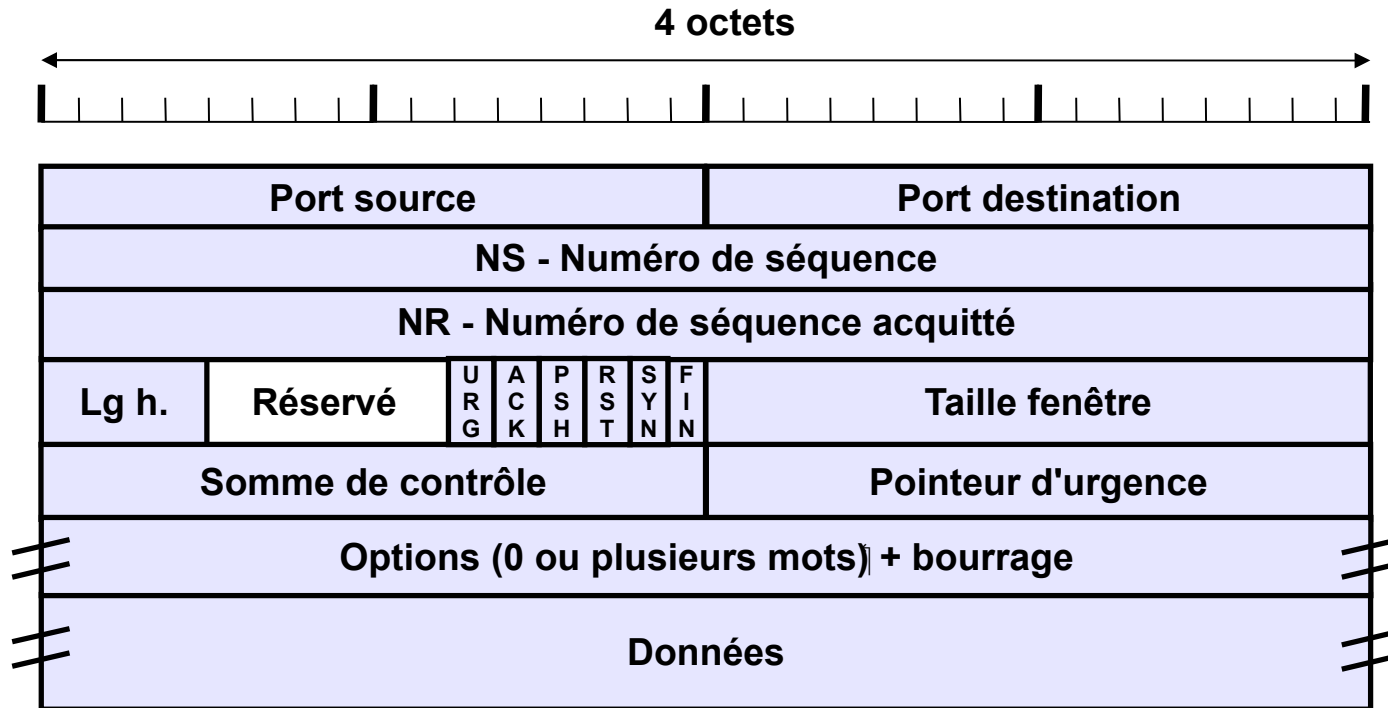 4 octets
Port source
Port destination
NS - Numéro de séquence
NR - Numéro de séquence acquitté
Lg h.
Réservé
URG
ACK
PSH
RST
SYN
FIN
Taille fenêtre
Somme de contrôle
Pointeur d'urgence
Options (0 ou plusieurs mots) + bourrage
Données